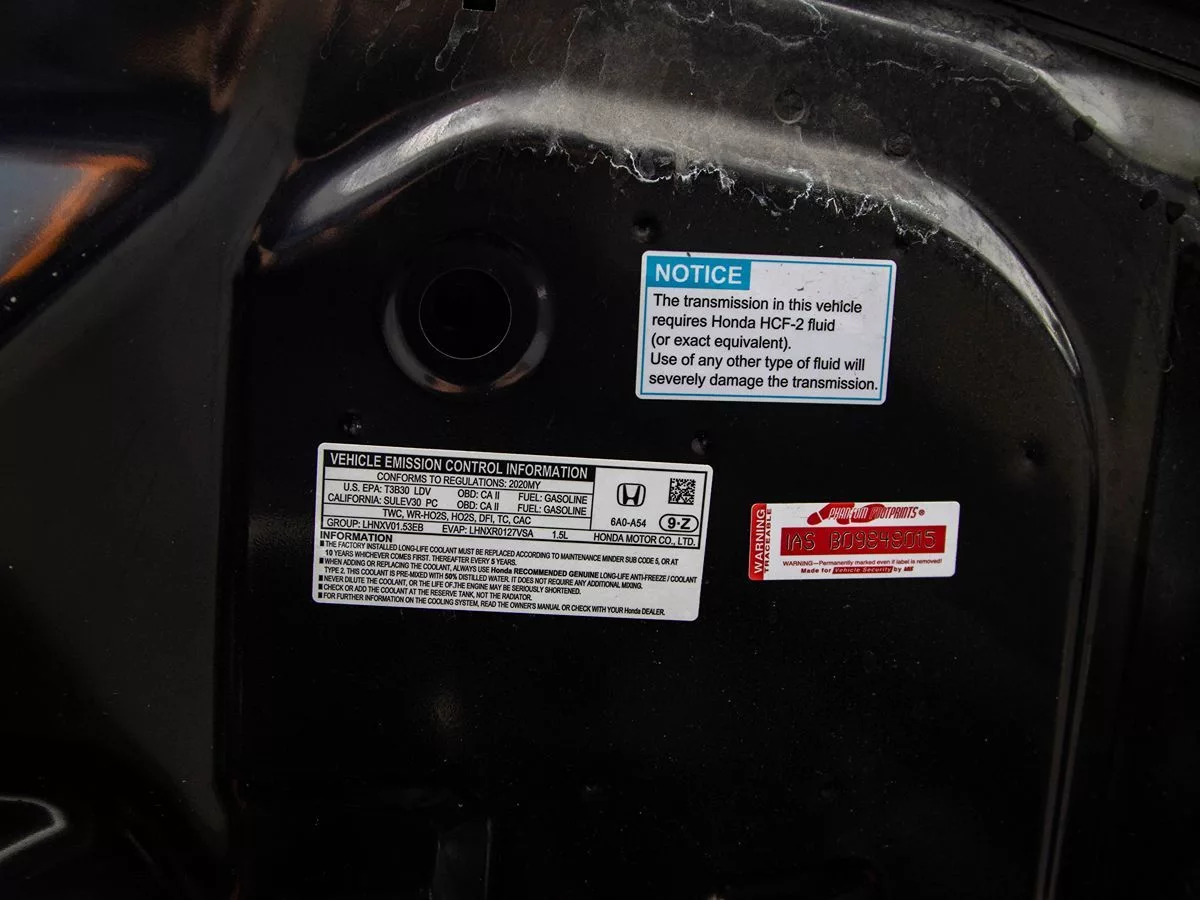 NOTICE
The transmission in this vehicle
requires Honda HCF-2 fluid
(or exact equivalent).
Use of any other type of fluid will
severely damage the transmission.
VEHICLE EMISSION CONTROL INFORMATION
CONFORMS TO REGULATIONS: 2020MY
U.S. EPA: T3B30 LDV OBD: CA II FUEL: GASOLINE
CALIFORNIA: SULEV30 PC OBD: CA II FUEL: GASOLINE
TWC, WR-HO2S, HO2S, DFI, TC, CAC
GROUP: LHNXV01.53EB EVAP: LHNXR0127VSA 1.5L
6A0-A54 9-Z
HONDA MOTOR CO., LTD.
INFORMATION
■ THE FACTORY INSTALLED LONG-LIFE COOLANT MUST BE REPLACED ACCORDING TO MAINTENANCE MINDER SUB CODE 5, OR AT
10 YEARS WHICHEVER COMES FIRST. THEREAFTER EVERY 5 YEARS.
■ WHEN ADDING OR REPLACING THE COOLANT, ALWAYS USE Honda RECOMMENDED GENUINE LONG-LIFE ANTI-FREEZE / COOLANT
TYPE 2. THIS COOLANT IS PRE-MIXED WITH 50% DISTILLED WATER. IT DOES NOT REQUIRE ANY ADDITIONAL MIXING.
■ NEVER DILUTE THE COOLANT, OR THE LIFE OF THE ENGINE MAY BE SERIOUSLY SHORTENED.
■ CHECK OR ADD THE COOLANT AT THE RESERVE TANK, NOT THE RADIATOR.
■ FOR FURTHER INFORMATION ON THE COOLING SYSTEM, READ THE OWNER'S MANUAL OR CHECK WITH YOUR Honda DEALER.
WARNING
TRACEABLE
PHANTOM FOOTPRINTS®
IAS B09849015
WARNING—Permanently marked even if label is removed!
Made for Vehicle Security by IAS